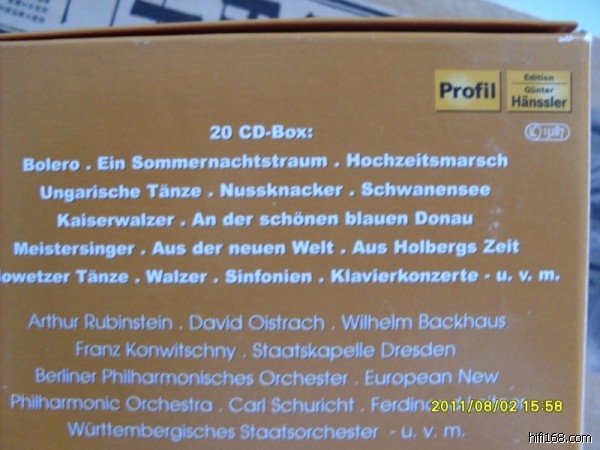 Profil
Edition
Günter
Hänssler
20 CD-Box:
LC 13287
Bolero . Ein Sommernachtstraum . Hochzeitsmarsch
Ungarische Tänze . Nussknacker . Schwanensee
Kaiserwalzer . An der schönen blauen Donau
Meistersinger . Aus der neuen Welt . Aus Holbergs Zeit
Tänze . Walzer . Sinfonien . Klavierkonzerte - u. v. m.
Arthur Rubinstein . David Oistrach . Wilhelm Backhaus
Franz Konwitschny . Staatskapelle Dresden
Berliner Philharmonisches Orchester . European New
Philharmonic Orchestra . Carl Schuricht .
2011/08/02 15:58
Württembergisches Staatsorchester - u. v. m.
hifi168.com